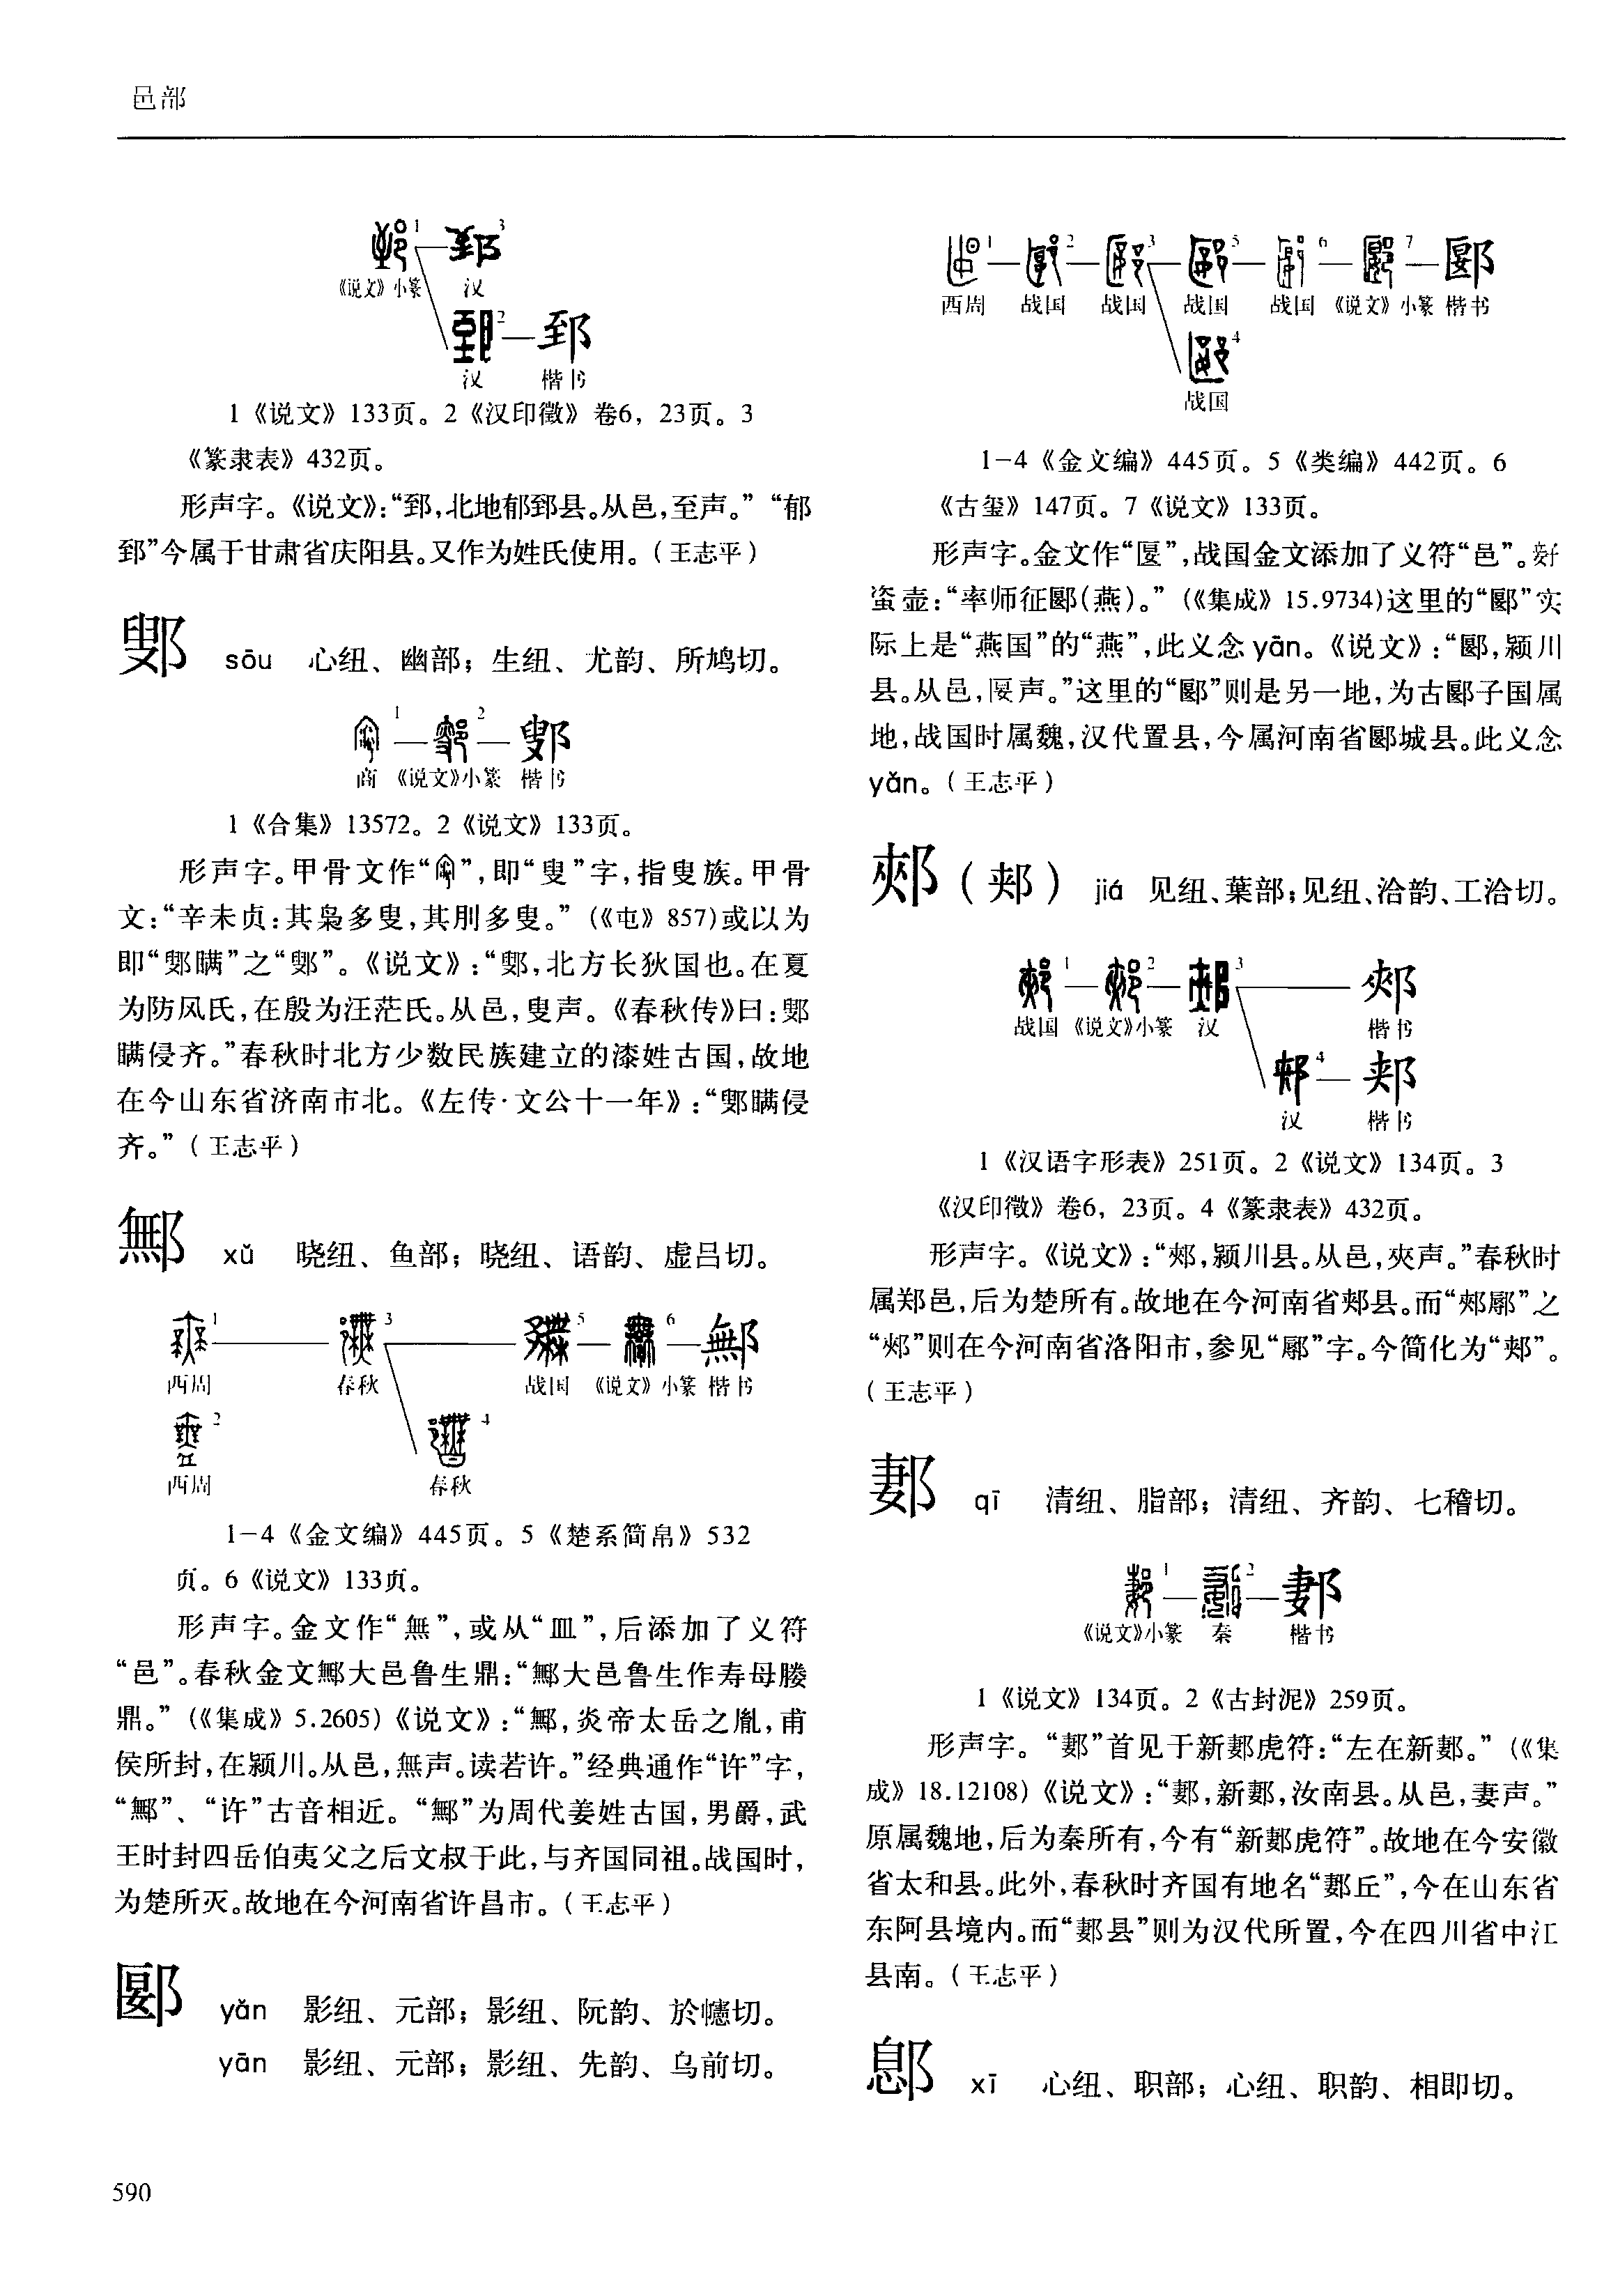 邑部
《说文》小篆 汉
汉 楷书
1《说文》133页。2《汉印徵》卷6，23页。3
《篆隶表》432页。
形声字。《说文》：“郅，北地郁郅县。从邑，至声。”“郁
郅”今属于甘肃省庆阳县。又作为姓氏使用。（王志平）
鄋 sōu 心纽、幽部；生纽、尤韵、所鸠切。
1 2 鄋
商 《说文》小篆 楷书
1《合集》13572。2《说文》133页。
形声字。甲骨文作“”，即“叟”字，指叟族。甲骨
文：“辛未贞：其枭多叟，其刖多叟。”（《屯》857）或以为
即“鄋瞒”之“鄋”。《说文》：“鄋，北方长狄国也。在夏
为防风氏，在殷为汪茫氏。从邑，叟声。《春秋传》曰：鄋
瞒侵齐。”春秋时北方少数民族建立的漆姓古国，故地
在今山东省济南市北。《左传·文公十一年》：“鄋瞒侵
齐。”（王志平）
鄦 xǔ 晓纽、鱼部；晓纽、语韵、虚吕切。
1 3 5 6 鄦
西周 春秋 战国 《说文》小篆 楷书
2 4
西周 春秋
1－4《金文编》445页。5《楚系简帛》532
页。6《说文》133页。
形声字。金文作“無”，或从“皿”，后添加了义符
“邑”。春秋金文鄦大邑鲁生鼎：“鄦大邑鲁生作寿母媵
鼎。”（《集成》5.2605）《说文》：“鄦，炎帝太岳之胤，甫
侯所封，在颍川。从邑，無声。读若许。”经典通作“许”字，
“鄦”、“许”古音相近。“鄦”为周代姜姓古国，男爵，武
王时封四岳伯夷父之后文叔于此，与齐国同祖。战国时，
为楚所灭。故地在今河南省许昌市。（王志平）
郾 yǎn 影纽、元部；影纽、阮韵、於幰切。
yān 影纽、元部；影纽、先韵、乌前切。
1 2 3 5 6 7 郾
西周 战国 战国 战国 战国 《说文》小篆 楷书
4
战国
1－4《金文编》445页。5《类编》442页。6
《古玺》147页。7《说文》133页。
形声字。金文作“匽”，战国金文添加了义符“邑”。
𧊒壶：“率师征郾（燕）。”（《集成》15.9734）这里的“郾”实
际上是“燕国”的“燕”，此义念 yān。《说文》：“郾，颍川
县。从邑，匽声。”这里的“郾”则是另一地，为古郾子国属
地，战国时属魏，汉代置县，今属河南省郾城县。此义念
yǎn。（王志平）
郟（郏） jiá 见纽、葉部；见纽、洽韵、工洽切。
1 2 3 郟
战国 《说文》小篆 汉 楷书
4 郏
汉 楷书
1《汉语字形表》251页。2《说文》134页。3
《汉印徵》卷6，23页。4《篆隶表》432页。
形声字。《说文》：“郟，颍川县。从邑，夾声。”春秋时
属郑邑，后为楚所有。故地在今河南省郏县。而“郟鄏”之
“郟”则在今河南省洛阳市，参见“鄏”字。今简化为“郏”。
（王志平）
郪 qī 清纽、脂部；清纽、齐韵、七稽切。
1 2 郪
《说文》小篆 秦 楷书
1《说文》134页。2《古封泥》259页。
形声字。“郪”首见于新郪虎符：“左在新郪。”（《集
成》18.12108）《说文》：“郪，新郪，汝南县。从邑，妻声。”
原属魏地，后为秦所有，今有“新郪虎符”。故地在今安徽
省太和县。此外，春秋时齐国有地名“郪丘”，今在山东省
东阿县境内。而“郪县”则为汉代所置，今在四川省中江
县南。（王志平）
鄎 xī 心纽、职部；心纽、职韵、相即切。
590